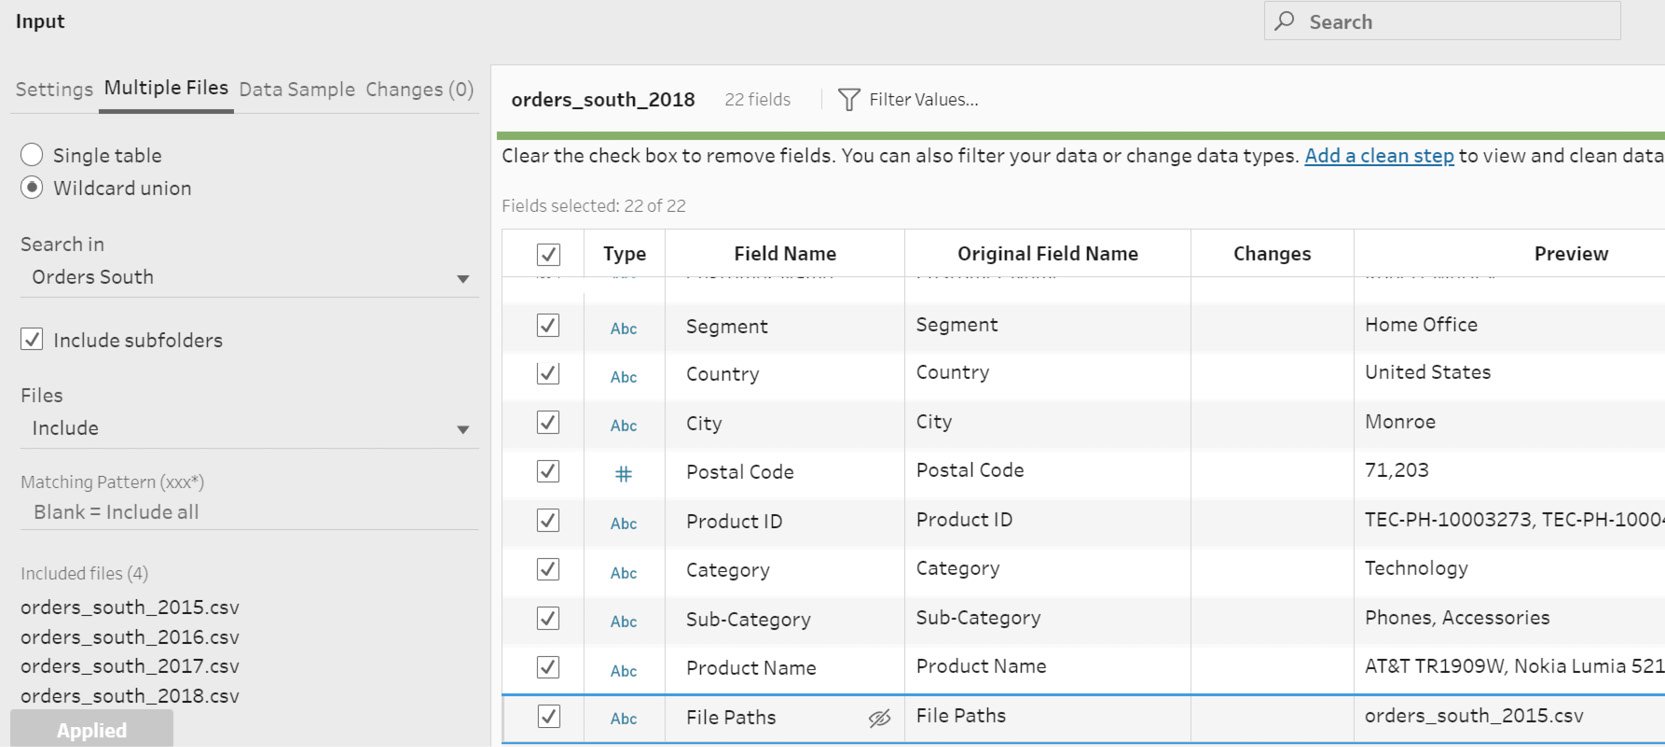 Input
Search
Settings Multiple Files Data Sample Changes (0)
Single table
Wildcard union
Search in
Orders South
Include subfolders
Files
Include
Matching Pattern (xxx*)
Blank = Include all
Included files (4)
orders_south_2015.csv
orders_south_2016.csv
orders_south_2017.csv
orders_south_2018.csv
Applied
orders_south_2018 22 fields Filter Values...
Clear the check box to remove fields. You can also filter your data or change data types. Add a clean step to view and clean data
Fields selected: 22 of 22
Type Field Name Original Field Name Changes Preview
Abc Segment Segment Home Office
Abc Country Country United States
Abc City City Monroe
# Postal Code Postal Code 71,203
Abc Product ID Product ID TEC-PH-10003273, TEC-PH-1000
Abc Category Category Technology
Abc Sub-Category Sub-Category Phones, Accessories
Abc Product Name Product Name AT&T TR1909W, Nokia Lumia 521
Abc File Paths File Paths orders_south_2015.csv